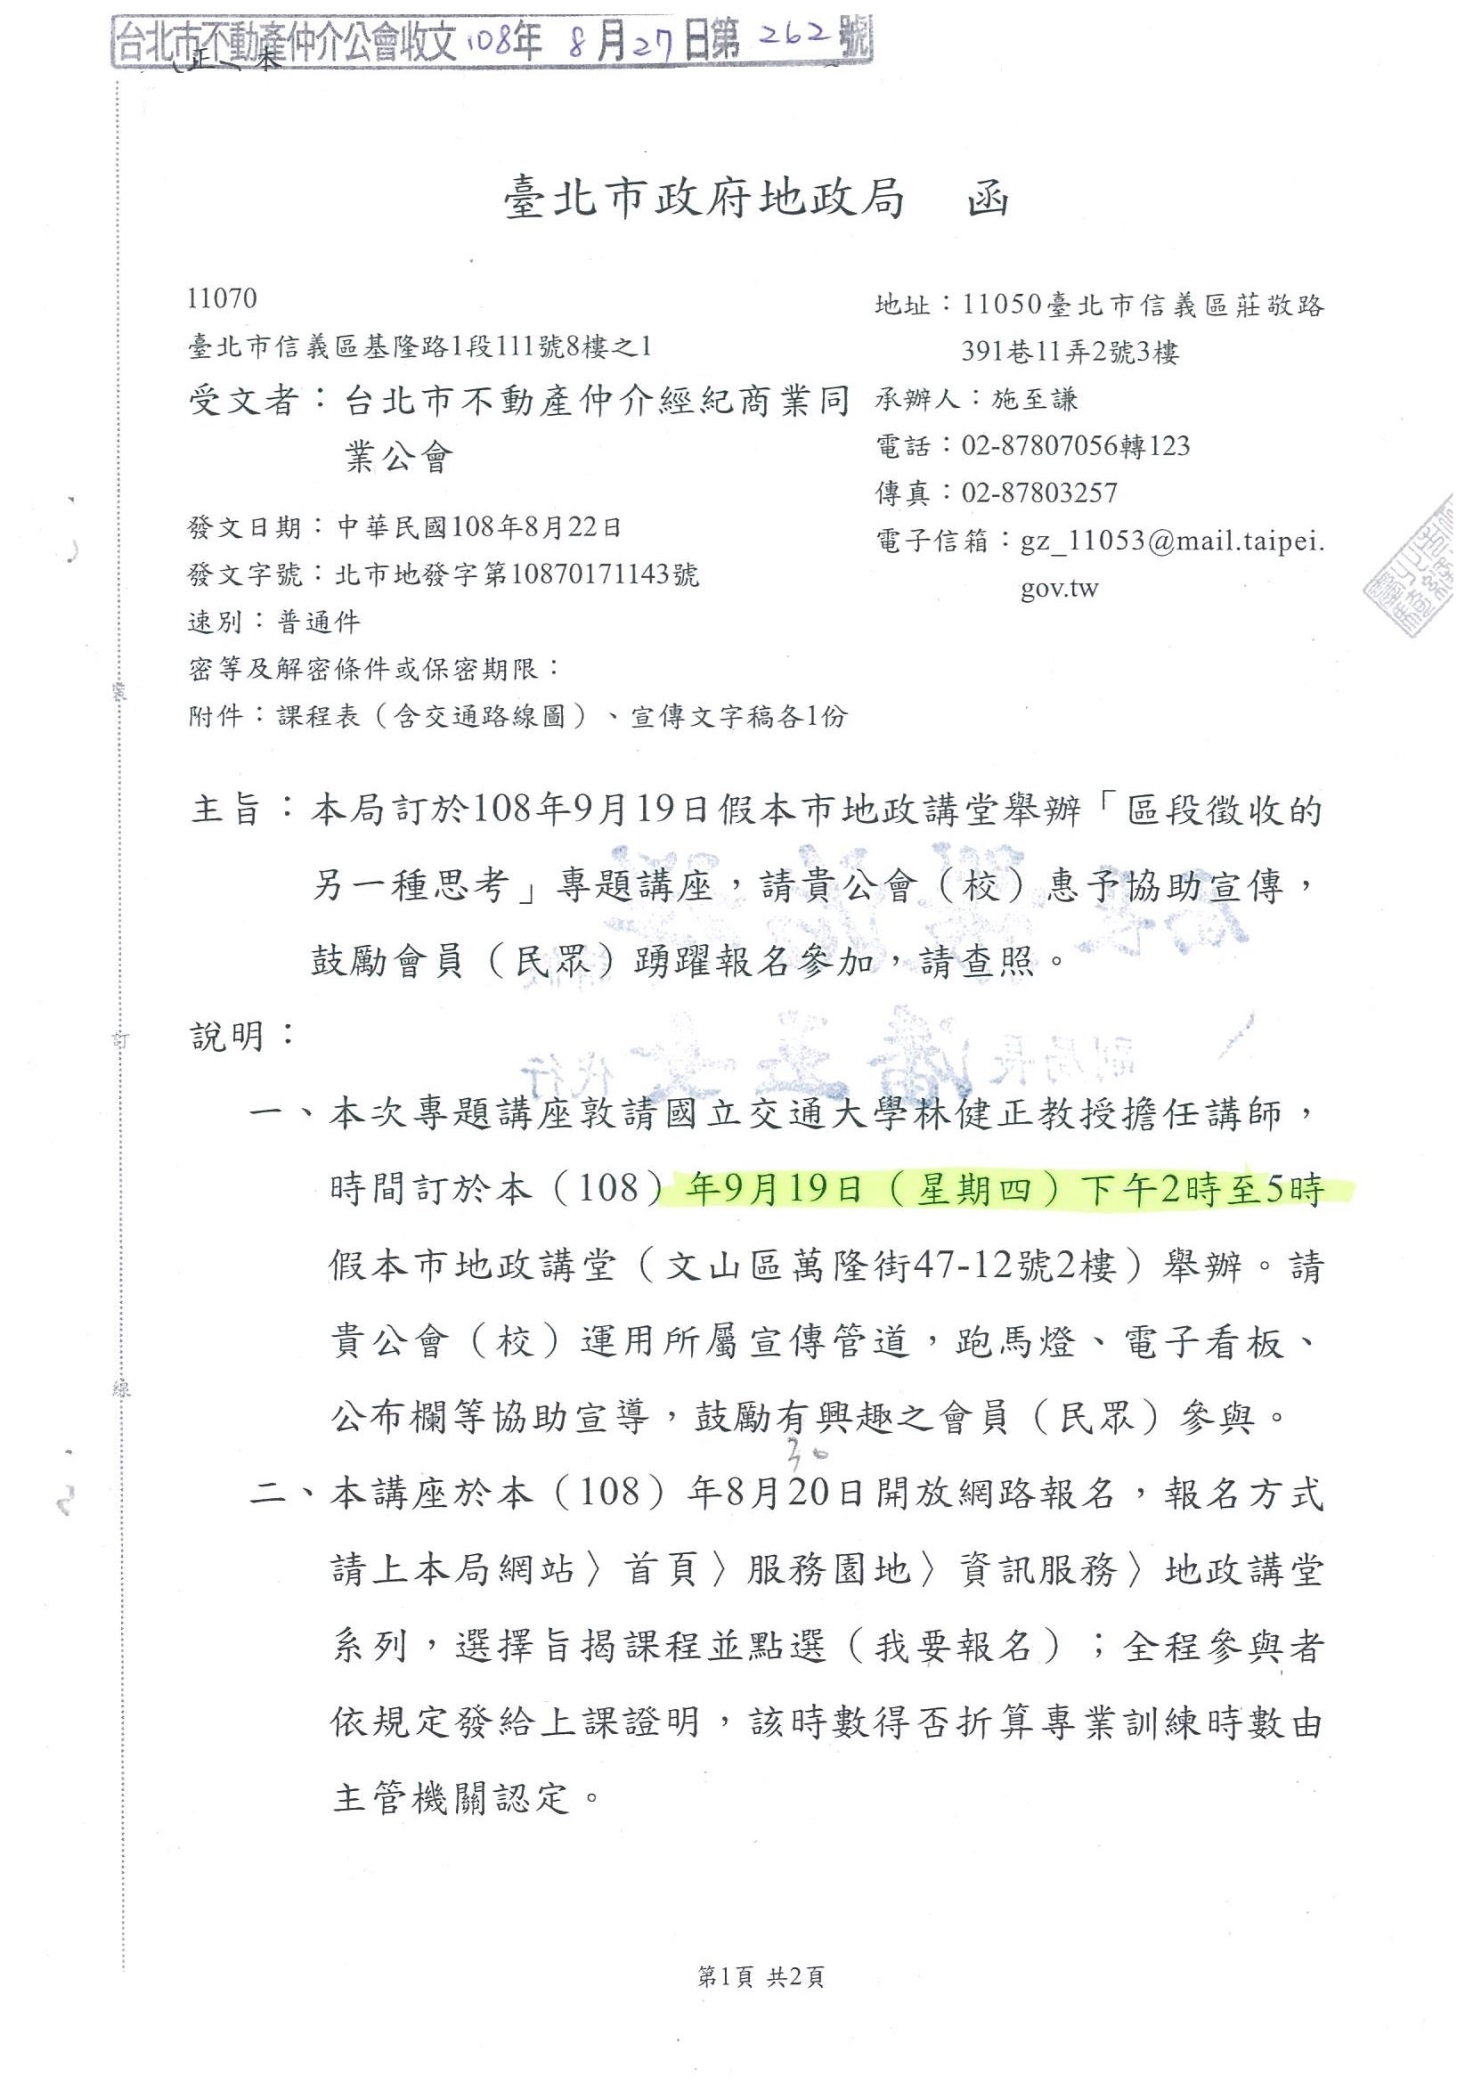 台北市不動產仲介公會收文108年 8月27日第262號
正本
臺北市政府地政局 函
11070
臺北市信義區基隆路1段111號8樓之1
受文者：台北市不動產仲介經紀商業同
業公會
地址：11050臺北市信義區莊敬路
391巷11弄2號3樓
承辦人：施至謙
電話：02-87807056轉123
傳真：02-87803257
電子信箱：gz_11053@mail.taipei.
gov.tw
發文日期：中華民國108年8月22日
發文字號：北市地發字第10870171143號
速別：普通件
密等及解密條件或保密期限：
附件：課程表（含交通路線圖）、宣傳文字稿各1份
主旨：本局訂於108年9月19日假本市地政講堂舉辦「區段徵收的
另一種思考」專題講座，請貴公會（校）惠予協助宣傳，
鼓勵會員（民眾）踴躍報名參加，請查照。
說明：
副局長潘玉女代行
一、本次專題講座敦請國立交通大學林健正教授擔任講師，
時間訂於本（108）年9月19日（星期四）下午2時至5時
假本市地政講堂（文山區萬隆街47-12號2樓）舉辦。請
貴公會（校）運用所屬宣傳管道，跑馬燈、電子看板、
公布欄等協助宣導，鼓勵有興趣之會員（民眾）參與。
30
二、本講座於本（108）年8月20日開放網路報名，報名方式
請上本局網站〉首頁〉服務園地〉資訊服務〉地政講堂
系列，選擇旨揭課程並點選（我要報名）；全程參與者
依規定發給上課證明，該時數得否折算專業訓練時數由
主管機關認定。
裝
訂
線
第1頁 共2頁